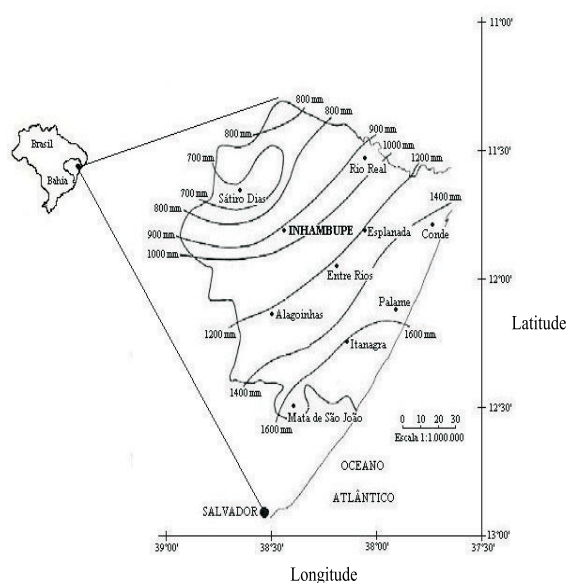 11°00'
800 mm
800 mm
800 mm
900 mm
1000 mm
1200 mm
11°30'
Brasil
Bahia
700 mm
Rio Real
1400 mm
700 mm
Sátiro Dias
800 mm
INHAMBUPE
Esplanada
Conde
900 mm
1000 mm
Entre Rios
12°00'
Palame
Latitude
Alagoinhas
1200 mm
1600 mm
Itanagra
1400 mm
Mata de São João
12°30'
1600 mm
0 10 20 30
Escala 1:1.000.000
OCEANO
ATLÂNTICO
SALVADOR
13°00'
39°00' 38°30' 38°00' 37°30'
Longitude